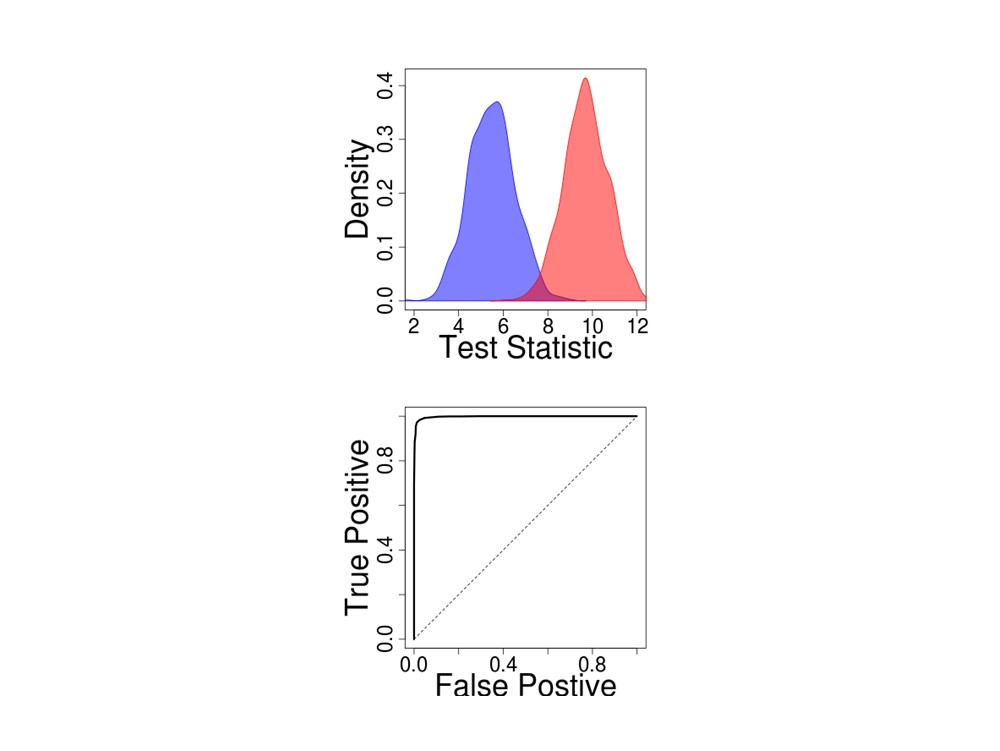 Density
0.0 0.1 0.2 0.3 0.4
2 4 6 8 10 12
Test Statistic
True Positive
0.0 0.4 0.8
0.0 0.4 0.8
False Postive